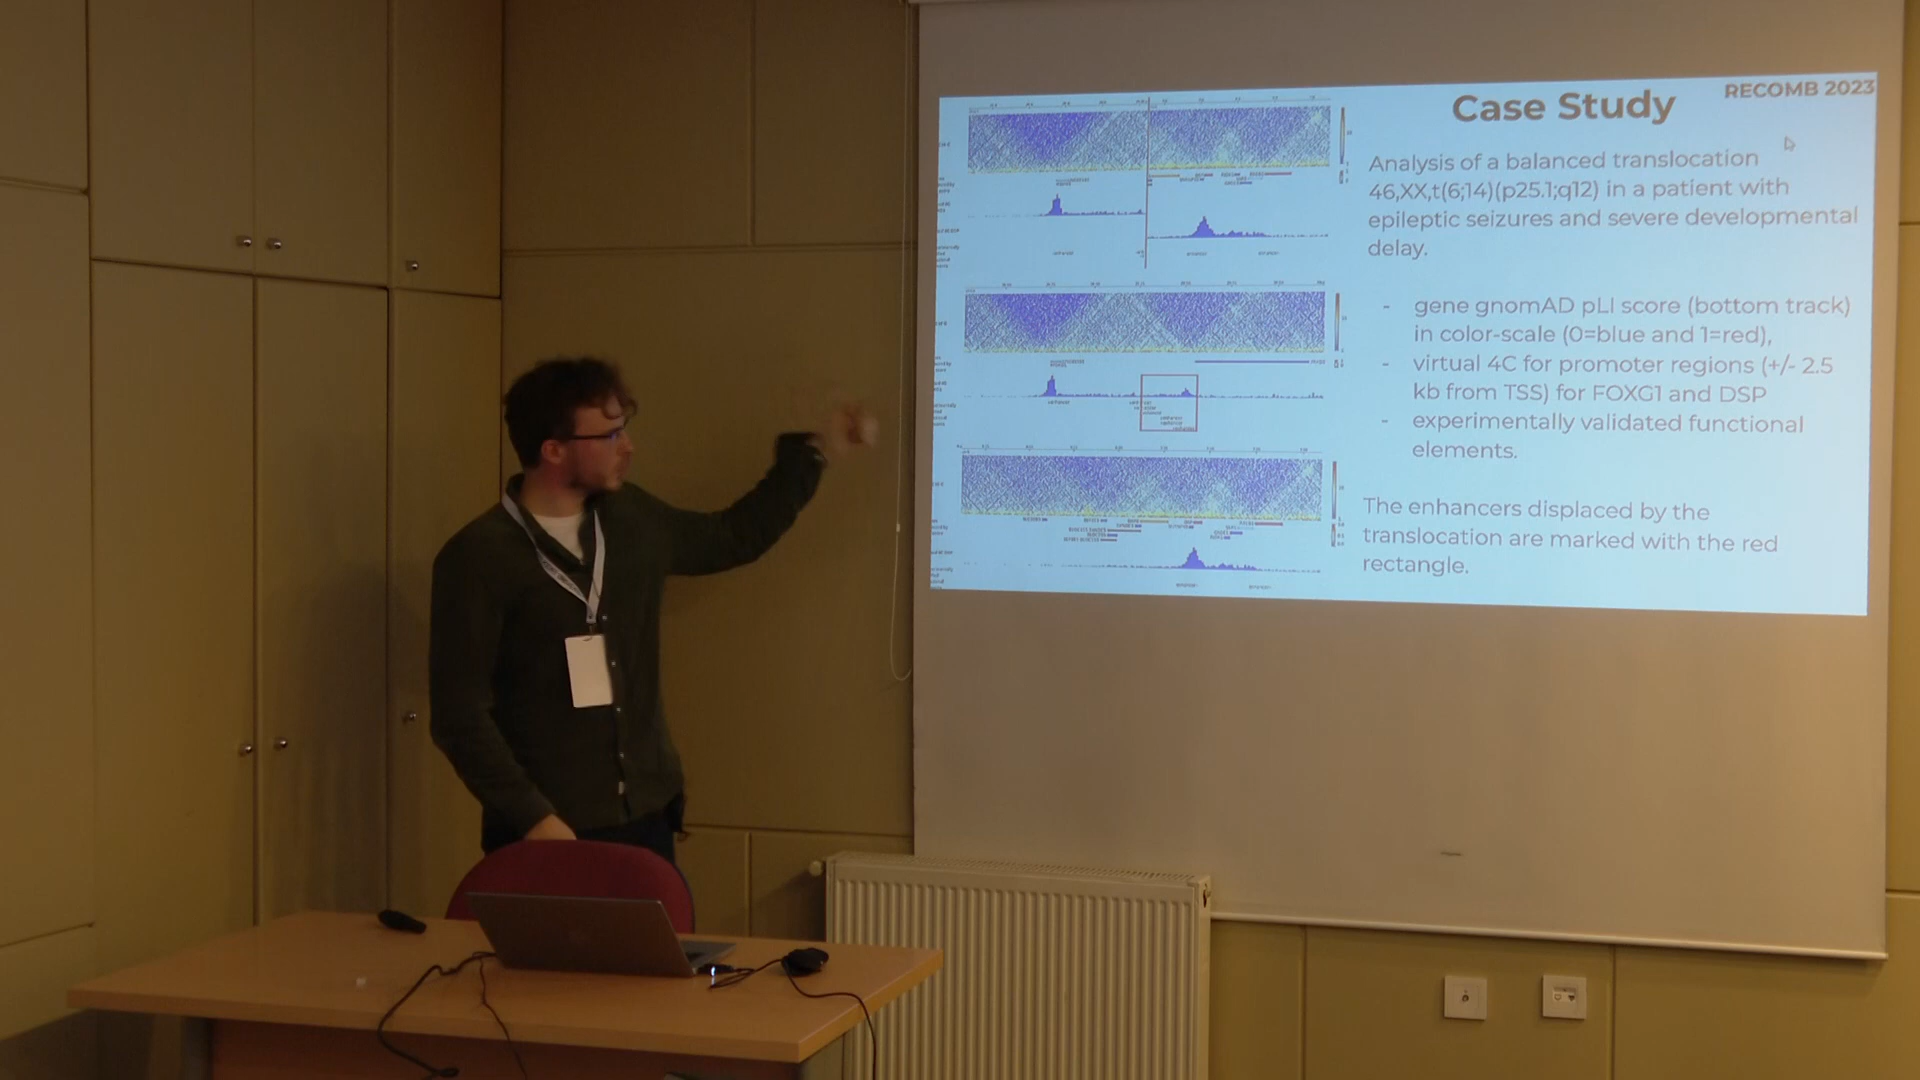 RECOMB 2023
Case Study
Analysis of a balanced translocation
46,XX,t(6;14)(p25.1;q12) in a patient with
epileptic seizures and severe developmental
delay.
- gene gnomAD pLI score (bottom track)
in color-scale (0=blue and 1=red),
- virtual 4C for promoter regions (+/- 2.5
kb from TSS) for FOXG1 and DSP
- experimentally validated functional
elements.
The enhancers displaced by the
translocation are marked with the red
rectangle.